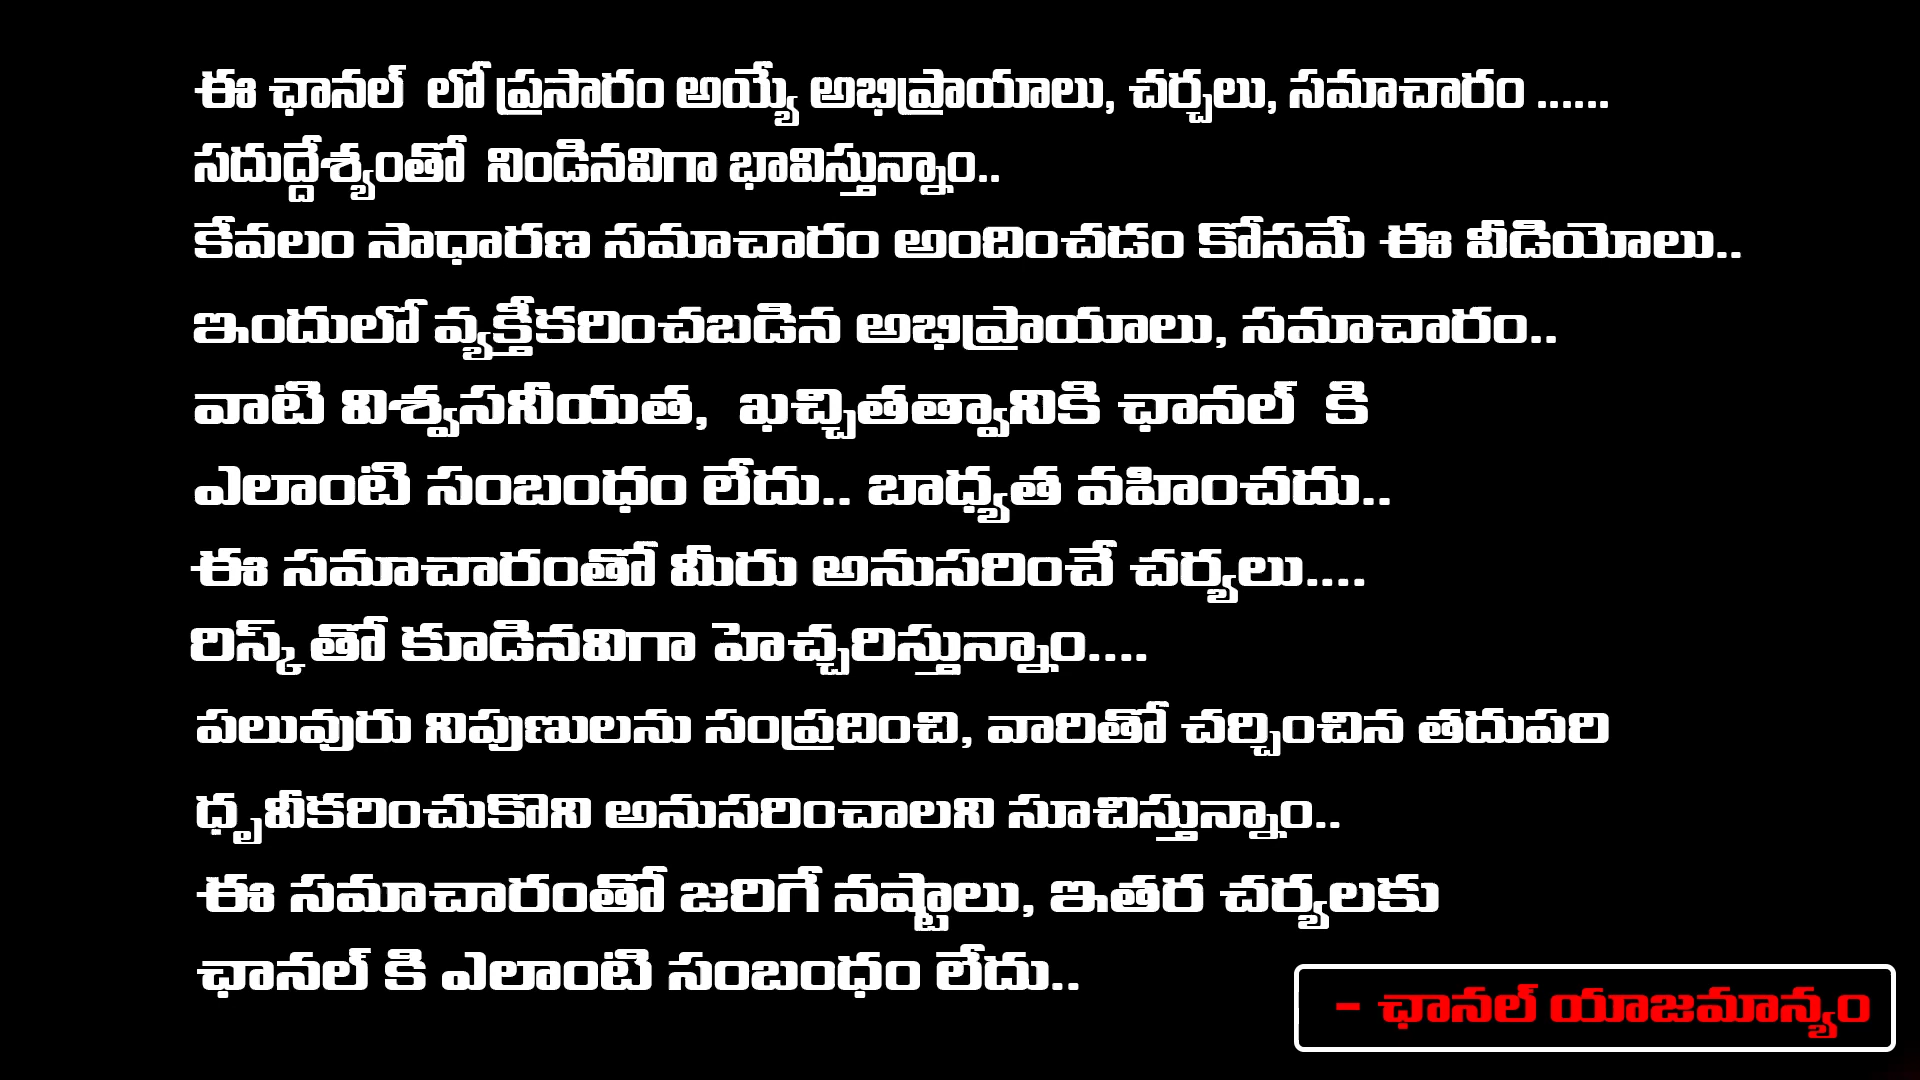 ఈ ఛానల్ లో ప్రసారం అయ్యే అభిప్రాయాలు, చర్చలు, సమాచారం ......
సదుద్దేశ్యంతో నిండినవిగా భావిస్తున్నాం..
కేవలం సాధారణ సమాచారం అందించడం కోసమే ఈ వీడియోలు..
ఇందులో వ్యక్తీకరించబడిన అభిప్రాయాలు, సమాచారం..
వాటి విశ్వసనీయత, ఖచ్చితత్వానికి ఛానల్ కి
ఎలాంటి సంబంధం లేదు.. బాధ్యత వహించదు..
ఈ సమాచారంతో మీరు అనుసరించే చర్యలు....
రిస్క్ తో కూడినవిగా హెచ్చరిస్తున్నాం....
పలువురు నిపుణులను సంప్రదించి, వారితో చర్చించిన తదుపరి
ధృవీకరించుకొని అనుసరించాలని సూచిస్తున్నాం..
ఈ సమాచారంతో జరిగే నష్టాలు, ఇతర చర్యలకు
ఛానల్ కి ఎలాంటి సంబంధం లేదు..
- ఛానల్ యాజమాన్యం